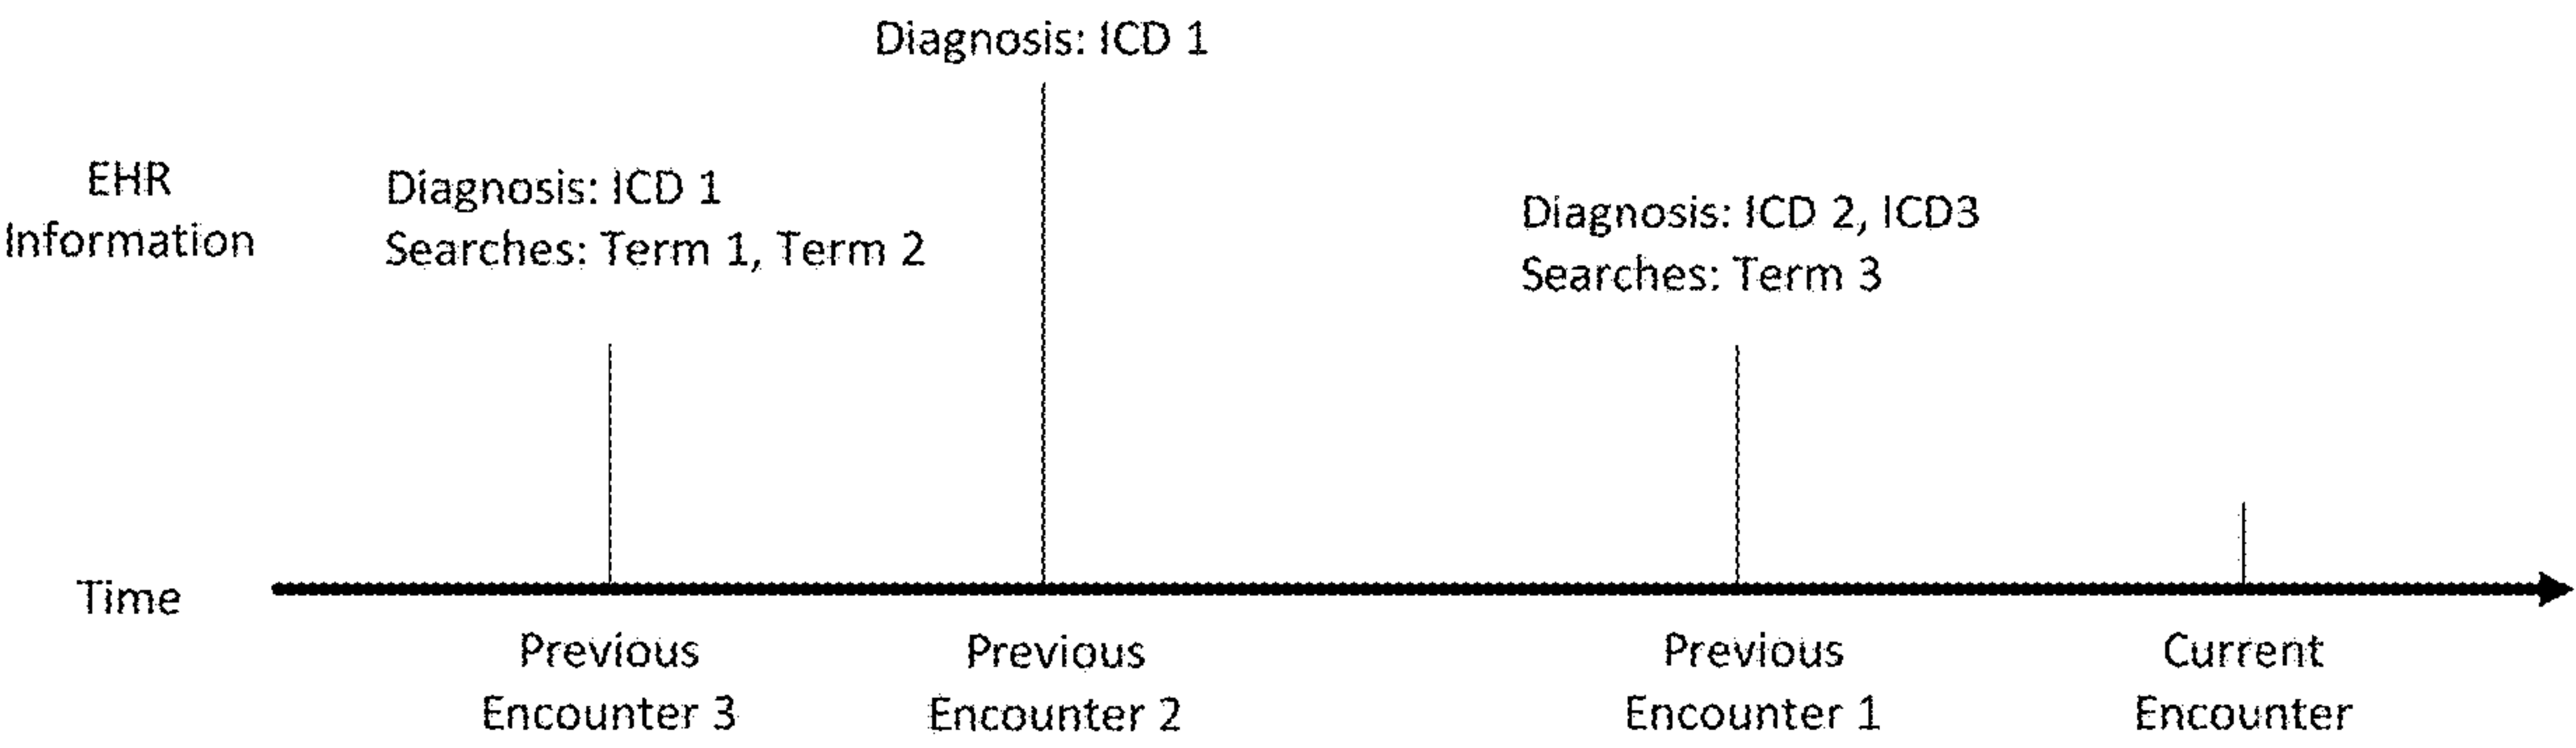 Diagnosis: ICD 1
EHR
Information
Diagnosis: ICD 1
Searches: Term 1, Term 2
Diagnosis: ICD 2, ICD3
Searches: Term 3
Time
Previous
Encounter 3
Previous
Encounter 2
Previous
Encounter 1
Current
Encounter